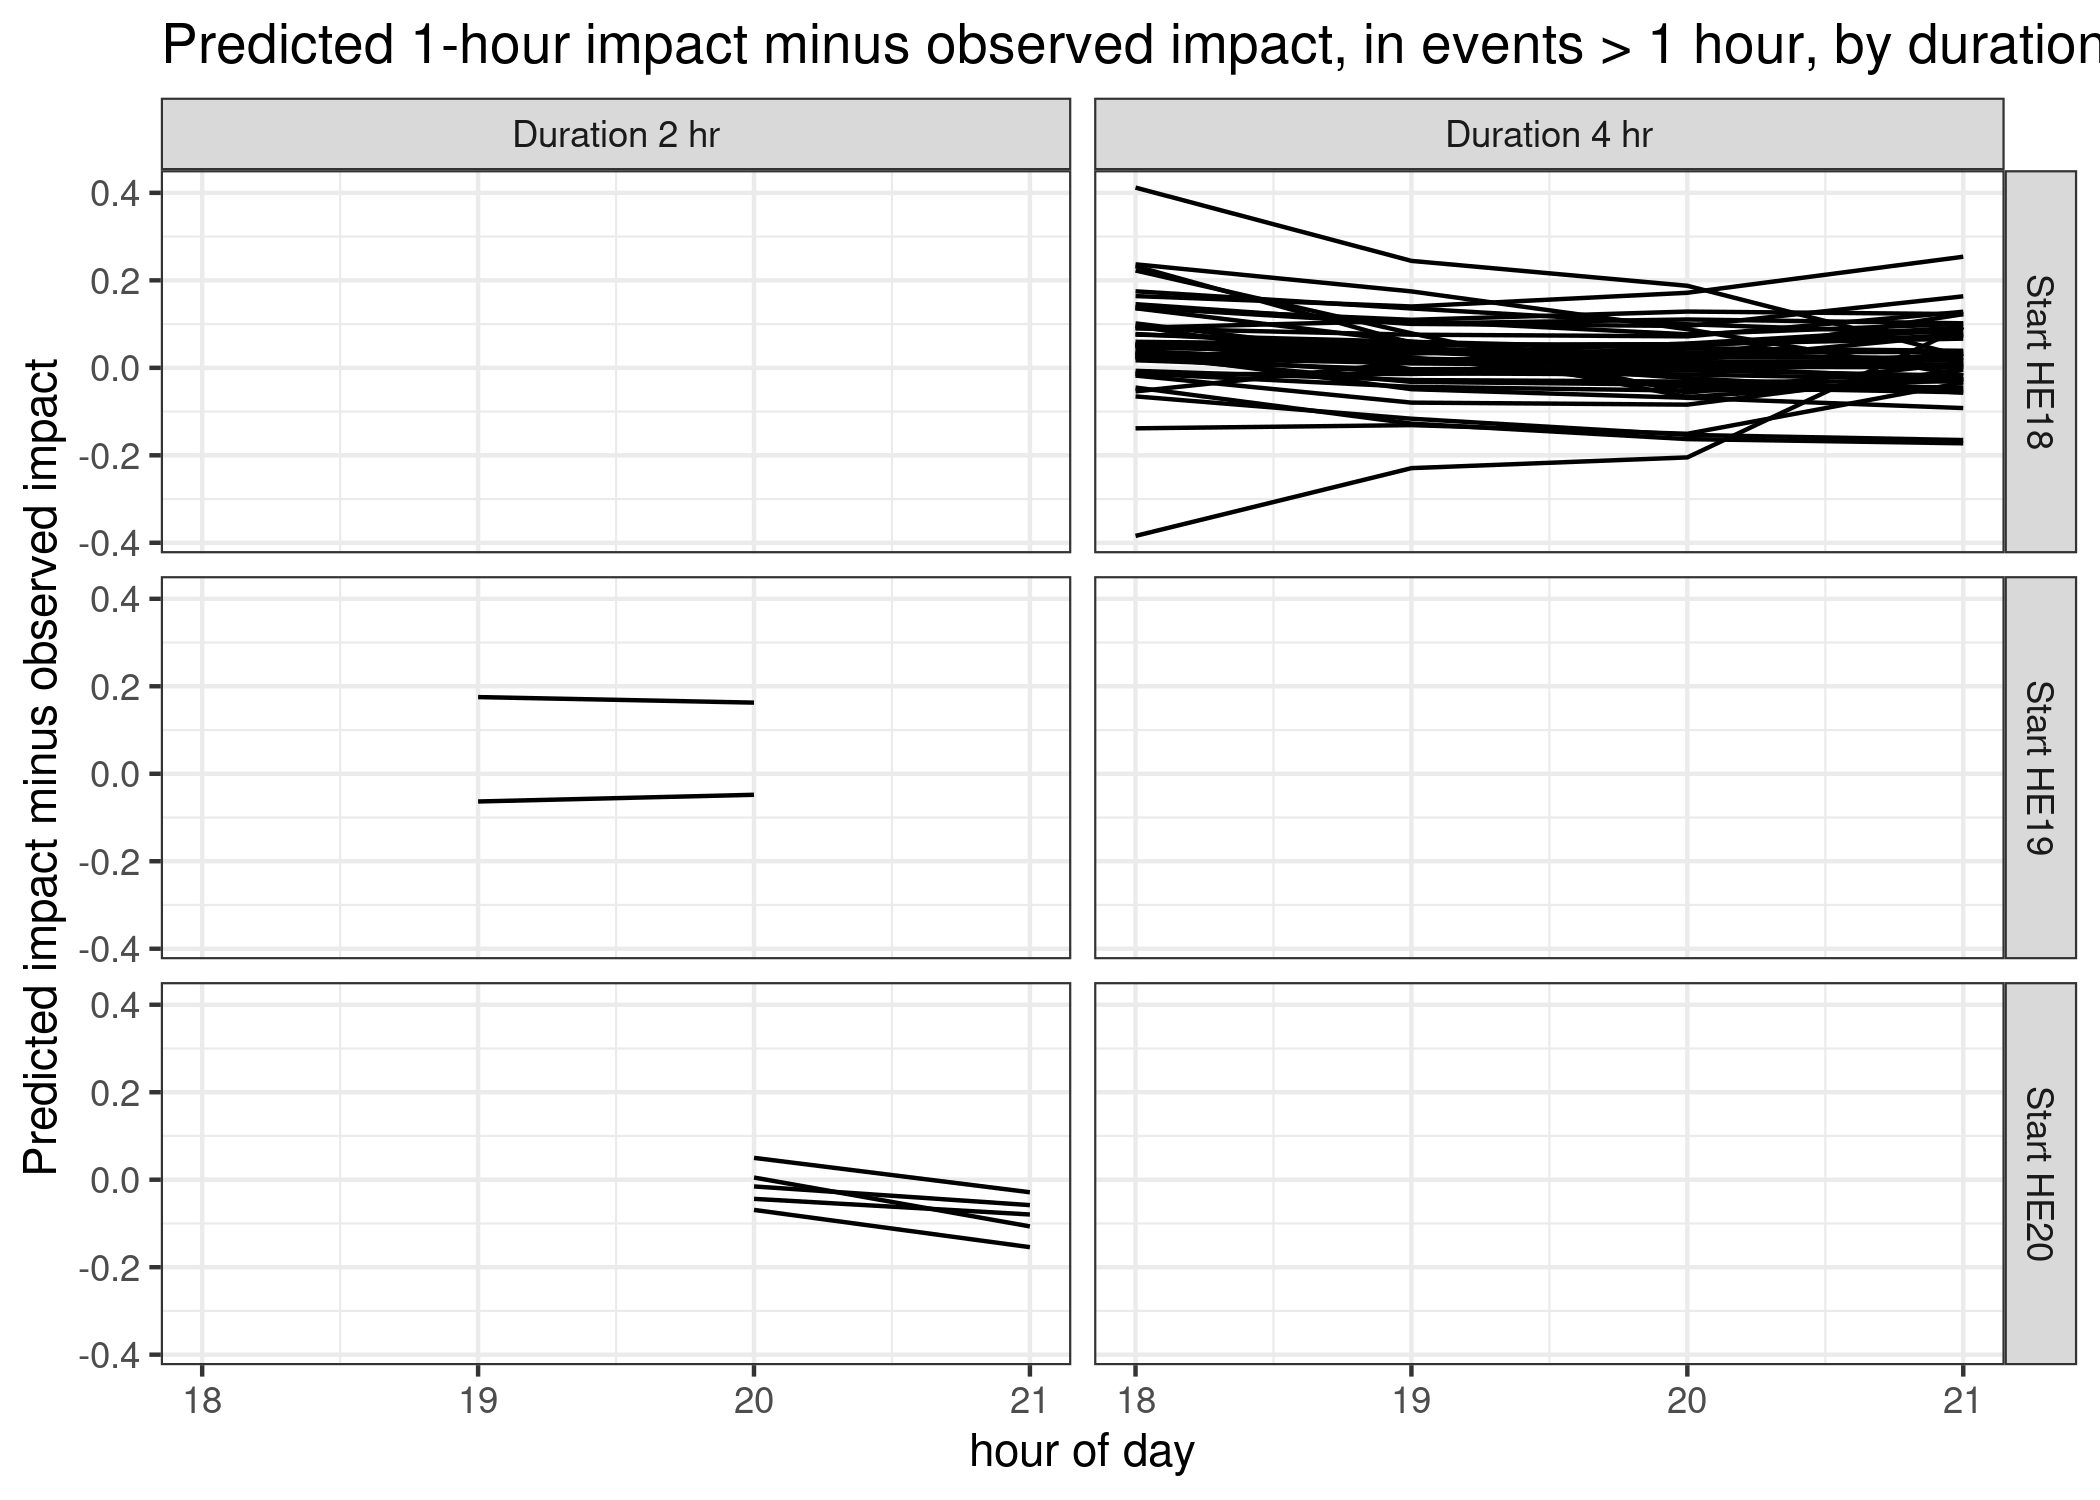 Predicted 1-hour impact minus observed impact, in events > 1 hour, by duration
Duration 2 hr
Duration 4 hr
0.4
0.2
0.0
-0.2
-0.4
Start HE18
0.4
0.2
0.0
-0.2
-0.4
Start HE19
0.4
0.2
0.0
-0.2
-0.4
Start HE20
Predicted impact minus observed impact
18 19 20 21
18 19 20 21
hour of day